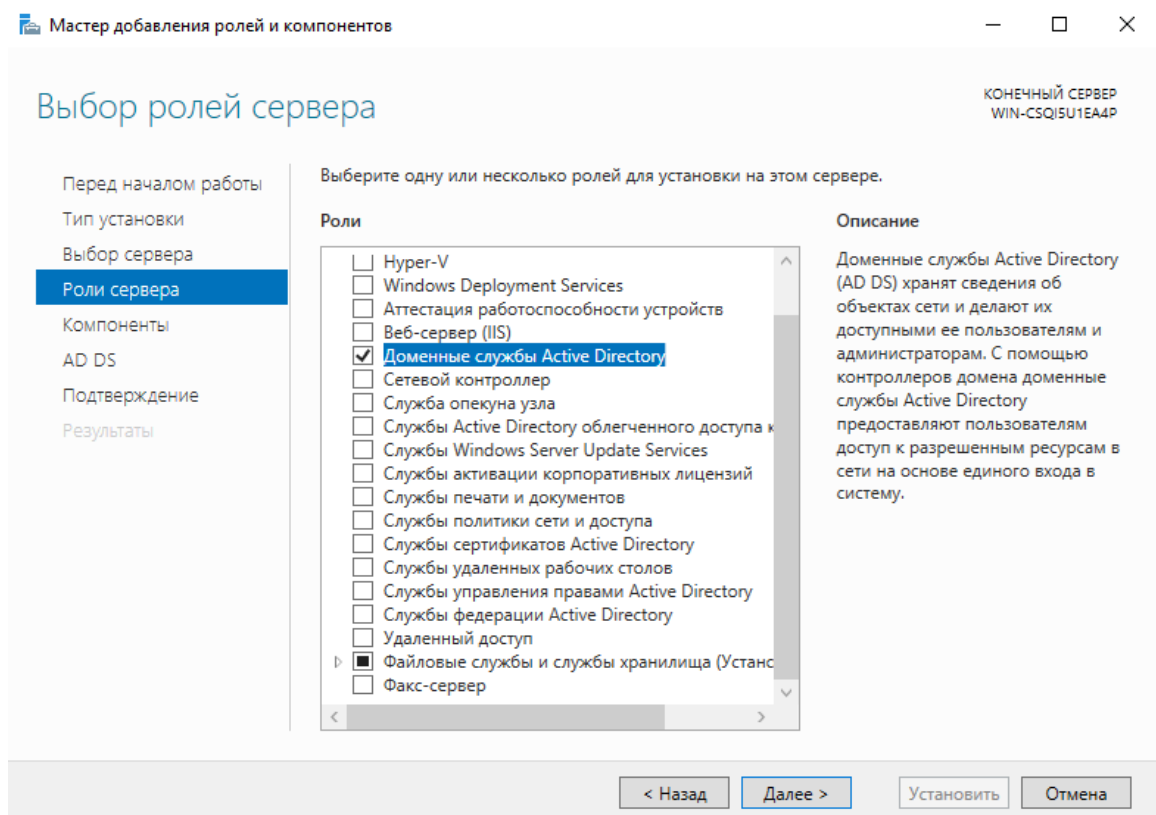 Мастер добавления ролей и компонентов
Выбор ролей сервера
КОНЕЧНЫЙ СЕРВЕР
WIN-CSQI5U1EA4P
Перед началом работы
Тип установки
Выбор сервера
Роли сервера
Компоненты
AD DS
Подтверждение
Результаты
Выберите одну или несколько ролей для установки на этом сервере.
Роли
Hyper-V
Windows Deployment Services
Аттестация работоспособности устройств
Веб-сервер (IIS)
Доменные службы Active Directory
Сетевой контроллер
Служба опекуна узла
Службы Active Directory облегченного доступа к
Службы Windows Server Update Services
Службы активации корпоративных лицензий
Службы печати и документов
Службы политики сети и доступа
Службы сертификатов Active Directory
Службы удаленных рабочих столов
Службы управления правами Active Directory
Службы федерации Active Directory
Удаленный доступ
Файловые службы и службы хранилища (Устано
Факс-сервер
Описание
Доменные службы Active Directory
(AD DS) хранят сведения об
объектах сети и делают их
доступными ее пользователям и
администраторам. С помощью
контроллеров домена доменные
службы Active Directory
предоставляют пользователям
доступ к разрешенным ресурсам в
сети на основе единого входа в
систему.
< Назад
Далее >
Установить
Отмена